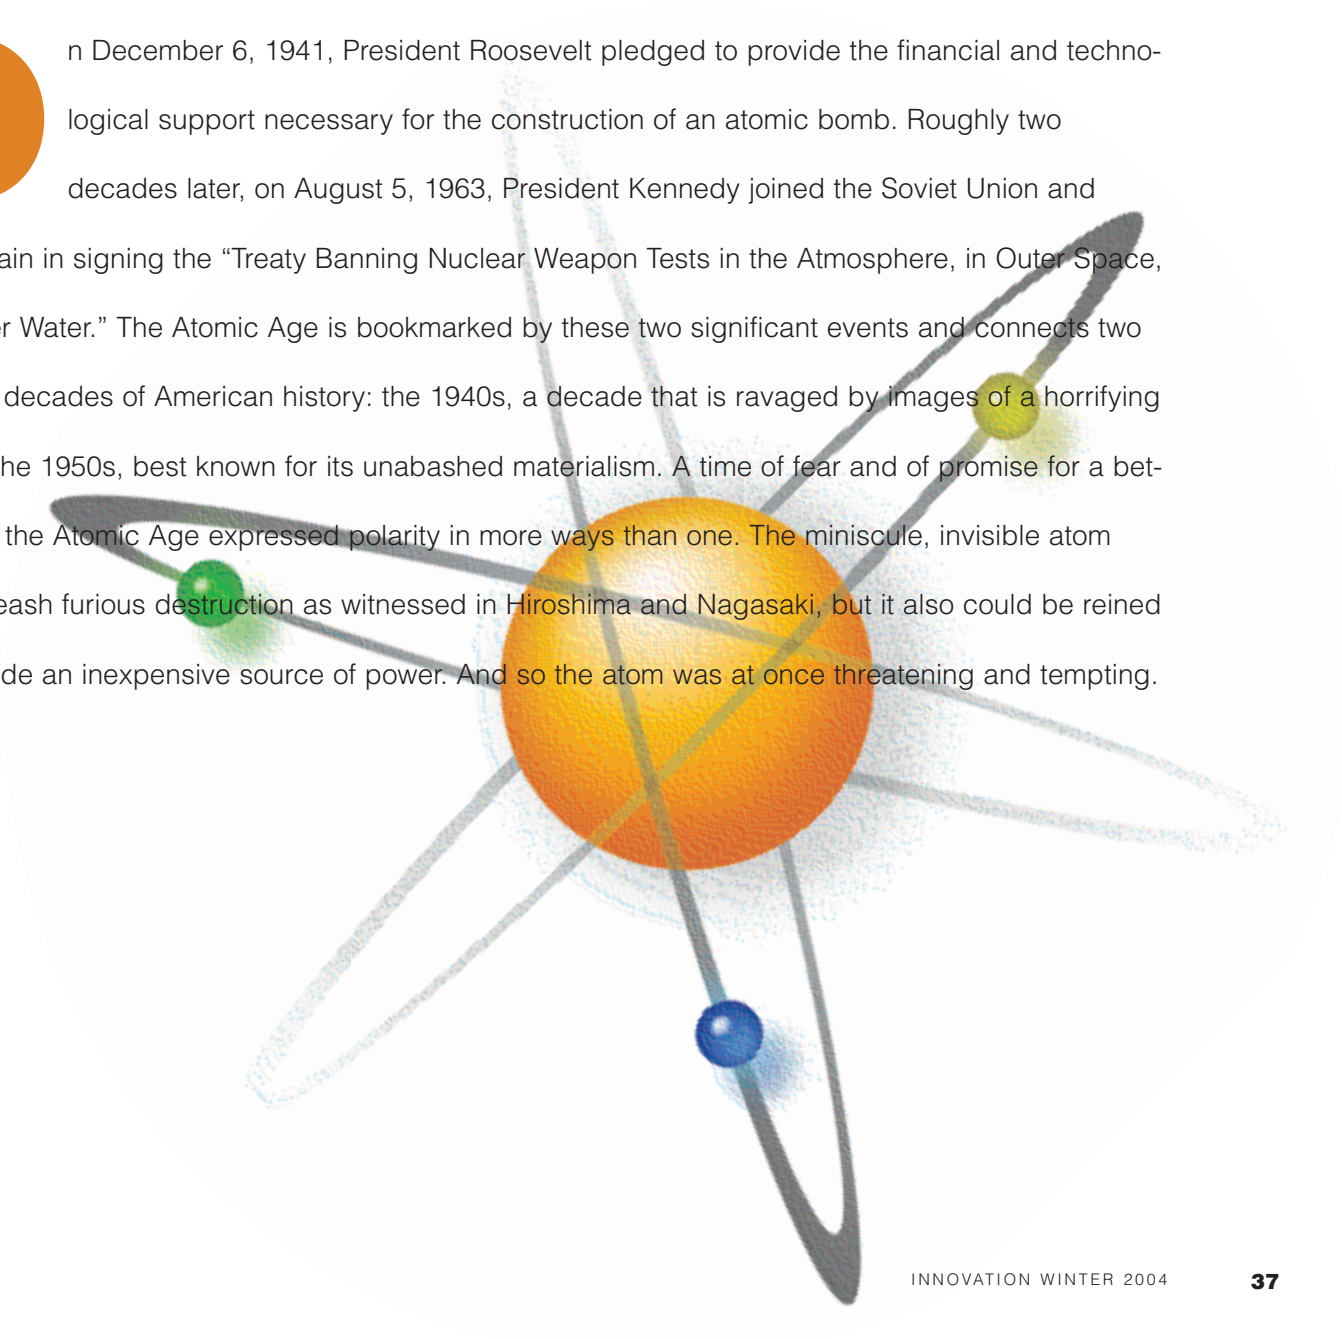 n December 6, 1941, President Roosevelt pledged to provide the financial and techno-
logical support necessary for the construction of an atomic bomb. Roughly two
decades later, on August 5, 1963, President Kennedy joined the Soviet Union and
ain in signing the “Treaty Banning Nuclear Weapon Tests in the Atmosphere, in Outer Space,
r Water.” The Atomic Age is bookmarked by these two significant events and connects two
decades of American history: the 1940s, a decade that is ravaged by images of a horrifying
he 1950s, best known for its unabashed materialism. A time of fear and of promise for a bet-
the Atomic Age expressed polarity in more ways than one. The miniscule, invisible atom
eash furious destruction as witnessed in Hiroshima and Nagasaki, but it also could be reined
de an inexpensive source of power. And so the atom was at once threatening and tempting.
INNOVATION WINTER 2004 37